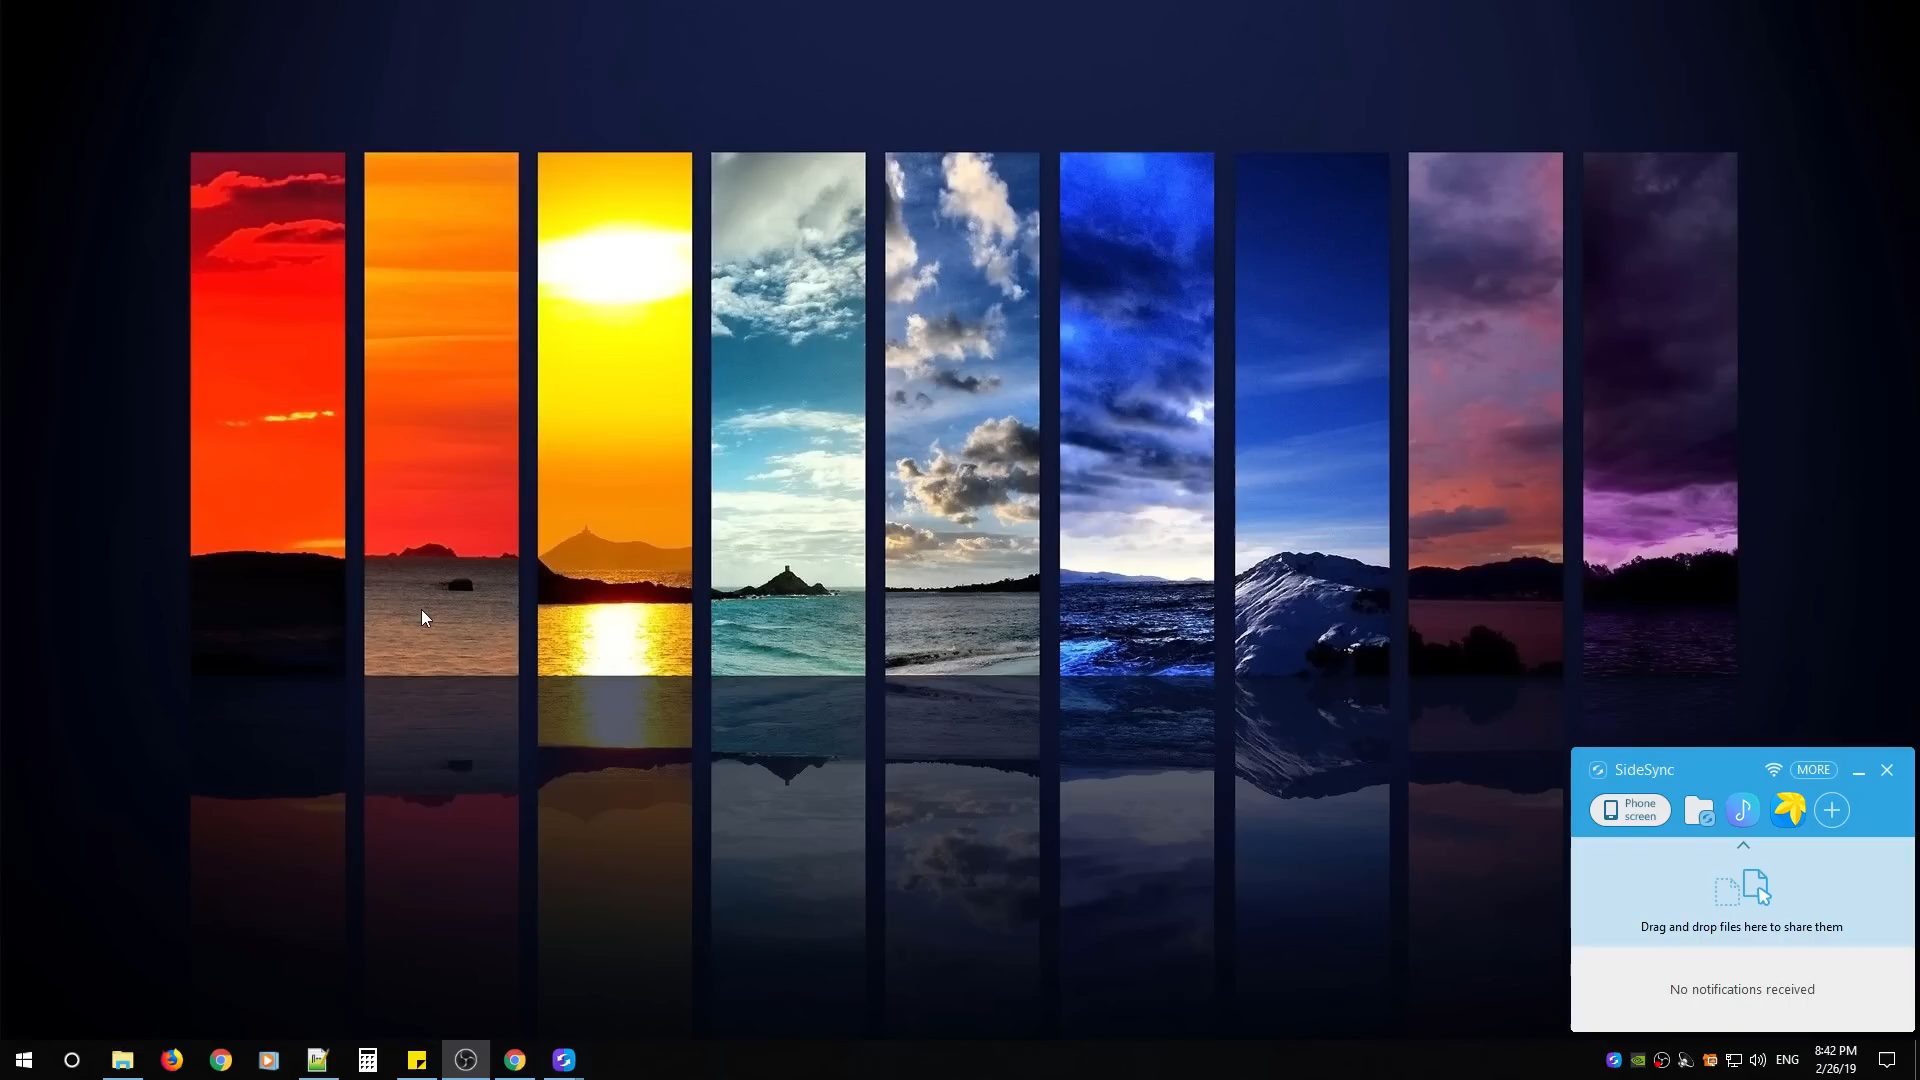 SideSync
MORE
Phone
screen
Drag and drop files here to share them
No notifications received
ENG
8:42 PM
2/26/19